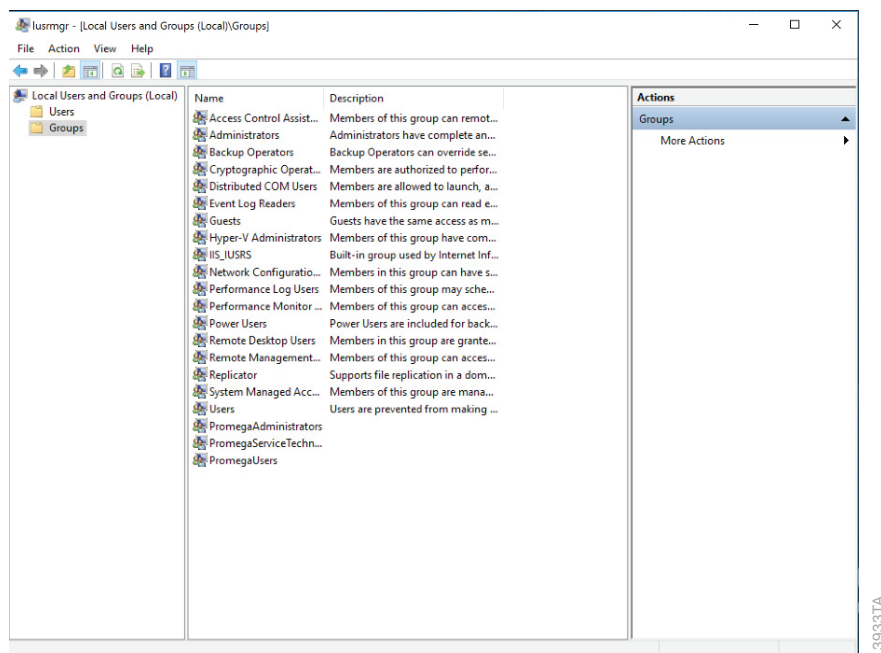 lusrmgr - [Local Users and Groups (Local)\Groups]
File Action View Help
Local Users and Groups (Local)
Users
Groups
Name Description
Access Control Assist... Members of this group can remot...
Administrators Administrators have complete an...
Backup Operators Backup Operators can override se...
Cryptographic Operat... Members are authorized to perfor...
Distributed COM Users Members are allowed to launch, a...
Event Log Readers Members of this group can read e...
Guests Guests have the same access as m...
Hyper-V Administrators Members of this group have com...
IIS_IUSRS Built-in group used by Internet Inf...
Network Configuratio... Members in this group can have s...
Performance Log Users Members of this group may sche...
Performance Monitor ... Members of this group can acces...
Power Users Power Users are included for back...
Remote Desktop Users Members in this group are grante...
Remote Management... Members of this group can acces...
Replicator Supports file replication in a dom...
System Managed Acc... Members of this group are mana...
Users Users are prevented from making ...
PromegaAdministrators
PromegaServiceTechn...
PromegaUsers
Actions
Groups
More Actions
3933TA